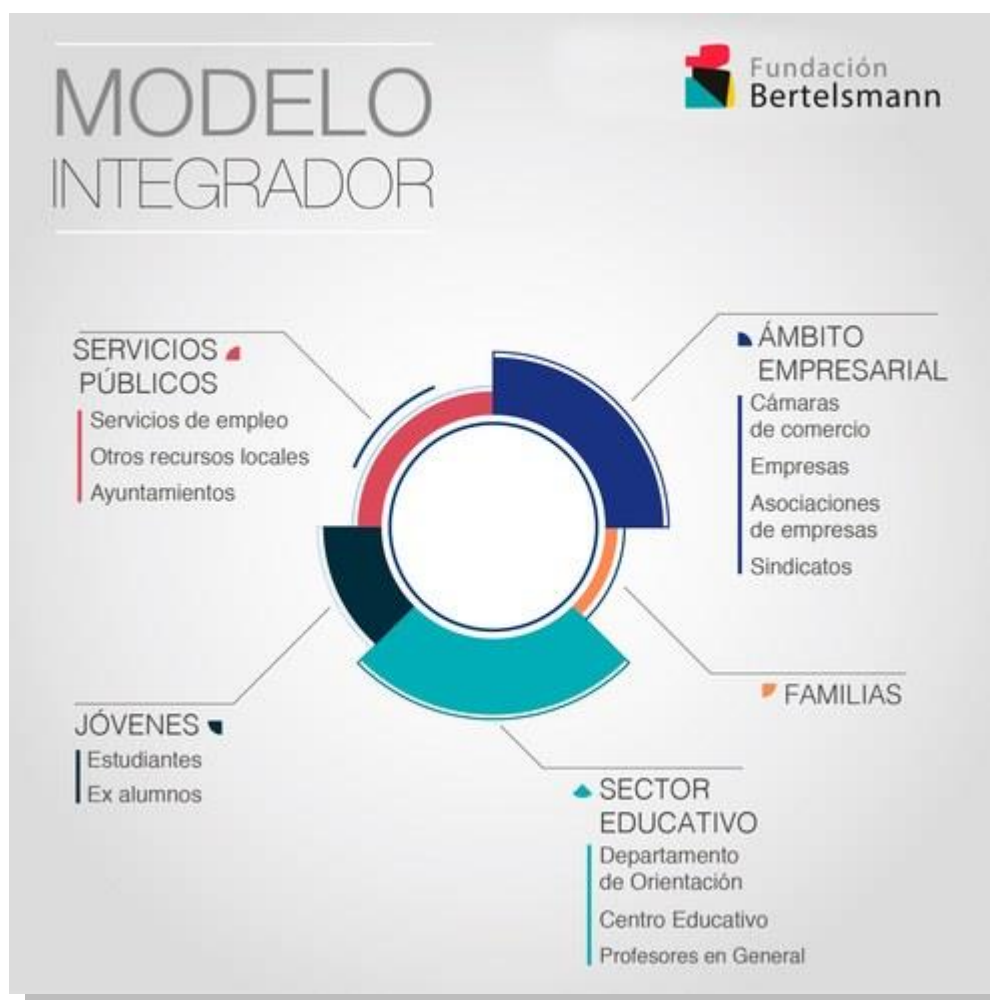 MODELO
INTEGRADOR
Fundación
Bertelsmann
SERVICIOS
PÚBLICOS
Servicios de empleo
Otros recursos locales
Ayuntamientos
ÁMBITO
EMPRESARIAL
Cámaras
de comercio
Empresas
Asociaciones
de empresas
Sindicatos
FAMILIAS
JÓVENES
Estudiantes
Ex alumnos
SECTOR
EDUCATIVO
Departamento
de Orientación
Centro Educativo
Profesores en General